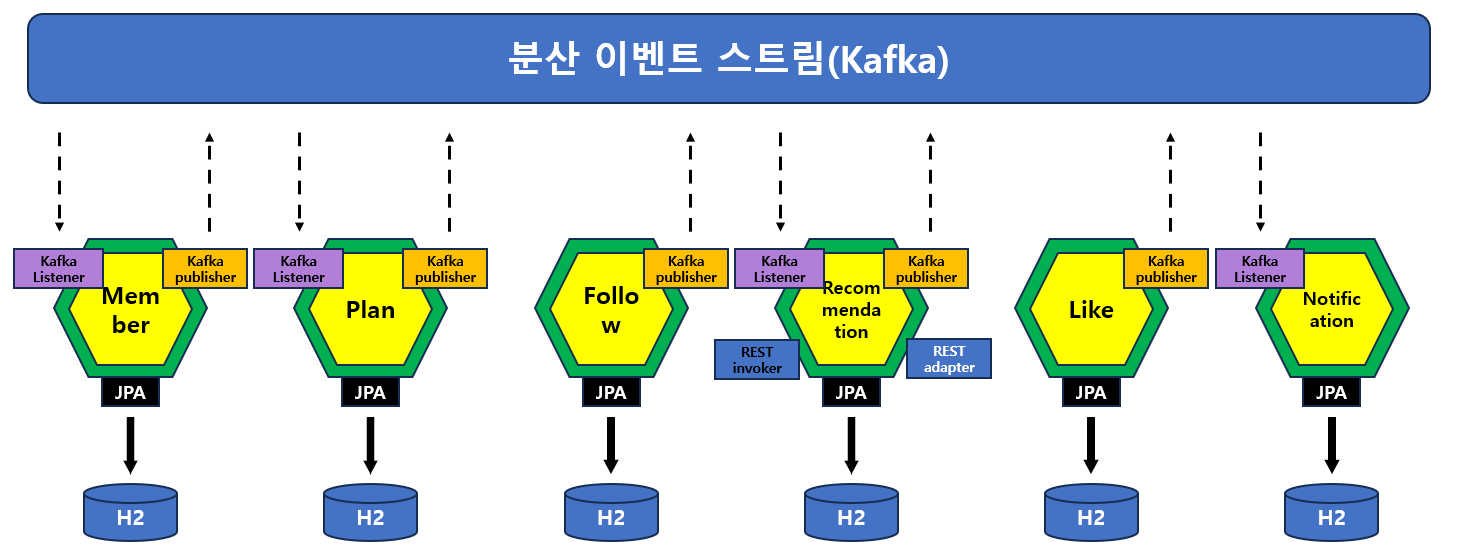 분산 이벤트 스트림(Kafka)
Kafka
Listener
Kafka
publisher
Mem
ber
JPA
H2
Kafka
Listener
Kafka
publisher
Plan
JPA
H2
Kafka
publisher
Follo
w
JPA
H2
Kafka
Listener
Kafka
publisher
Recom
menda
tion
REST
invoker
REST
adapter
JPA
H2
Kafka
publisher
Like
JPA
H2
Kafka
Listener
Notific
ation
JPA
H2